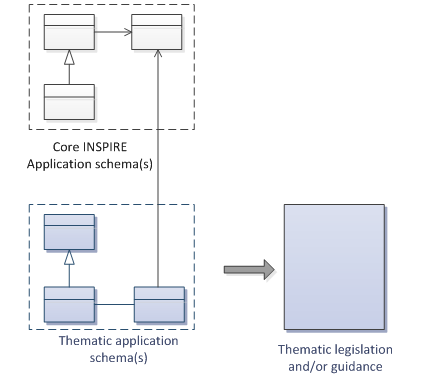 Core INSPIRE
Application schema(s)
Thematic application
schema(s)
Thematic legislation
and/or guidance